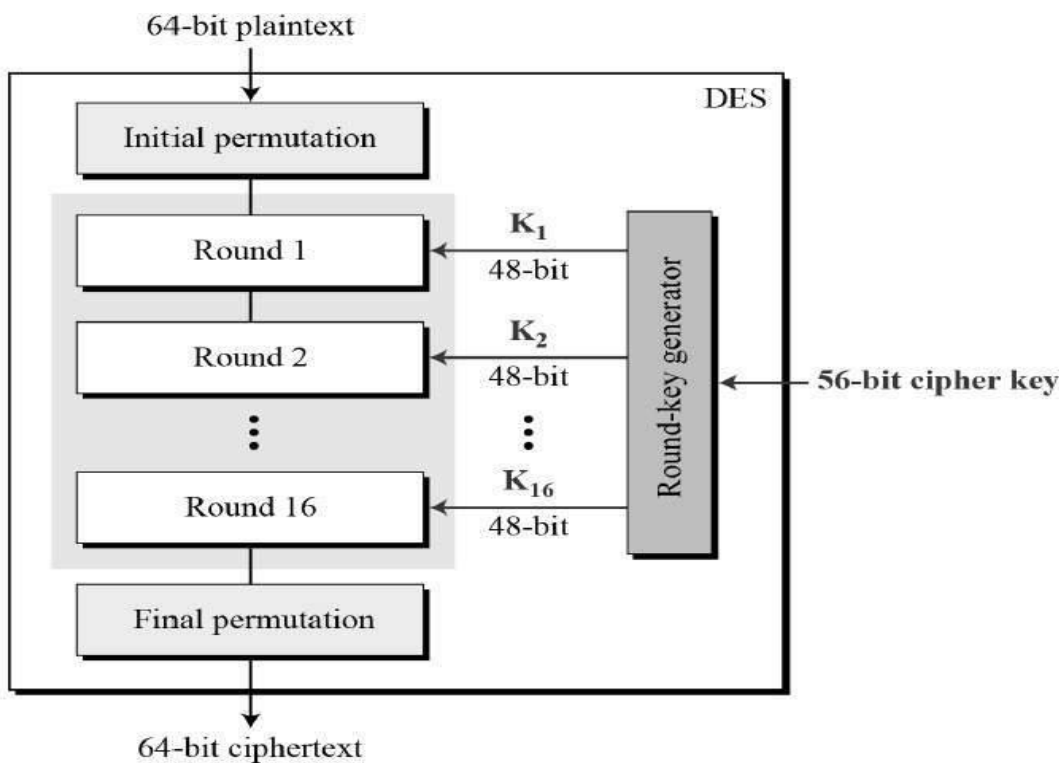 64-bit plaintext
DES
Initial permutation
Round 1
K₁
48-bit
Round 2
K₂
48-bit
Round-key generator
56-bit cipher key
Round 16
K₁₆
48-bit
Final permutation
64-bit ciphertext